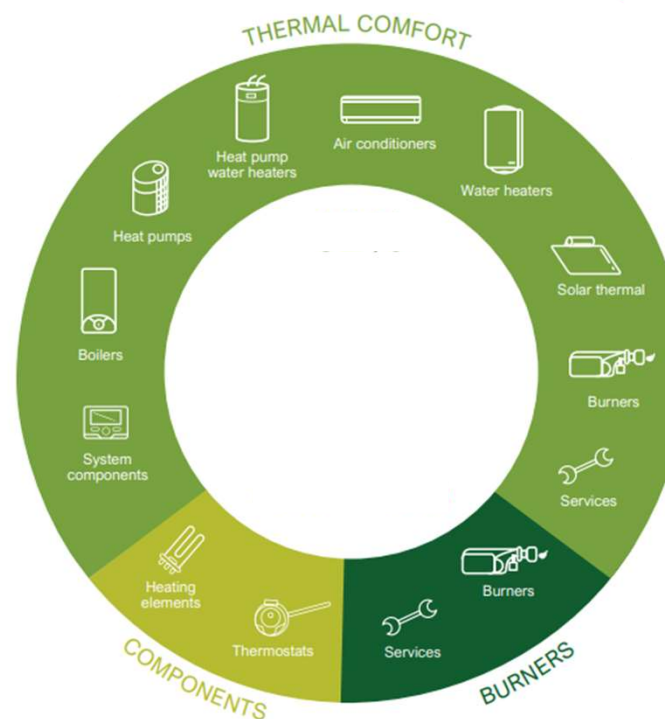 THERMAL COMFORT
Heat pump
water heaters
Air conditioners
Water heaters
Heat pumps
Solar thermal
Boilers
Burners
System
components
Services
Heating
elements
Thermostats
Burners
Services
COMPONENTS
BURNERS